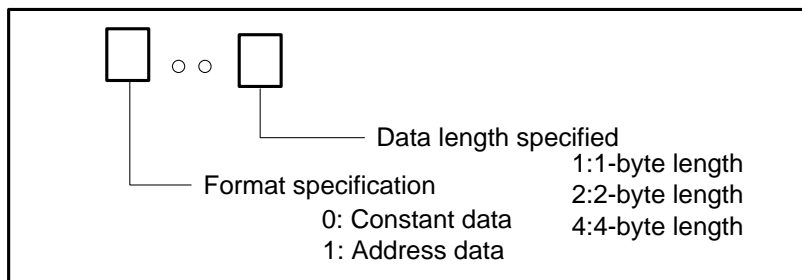 Data length specified
1:1-byte length
2:2-byte length
4:4-byte length
Format specification
0: Constant data
1: Address data